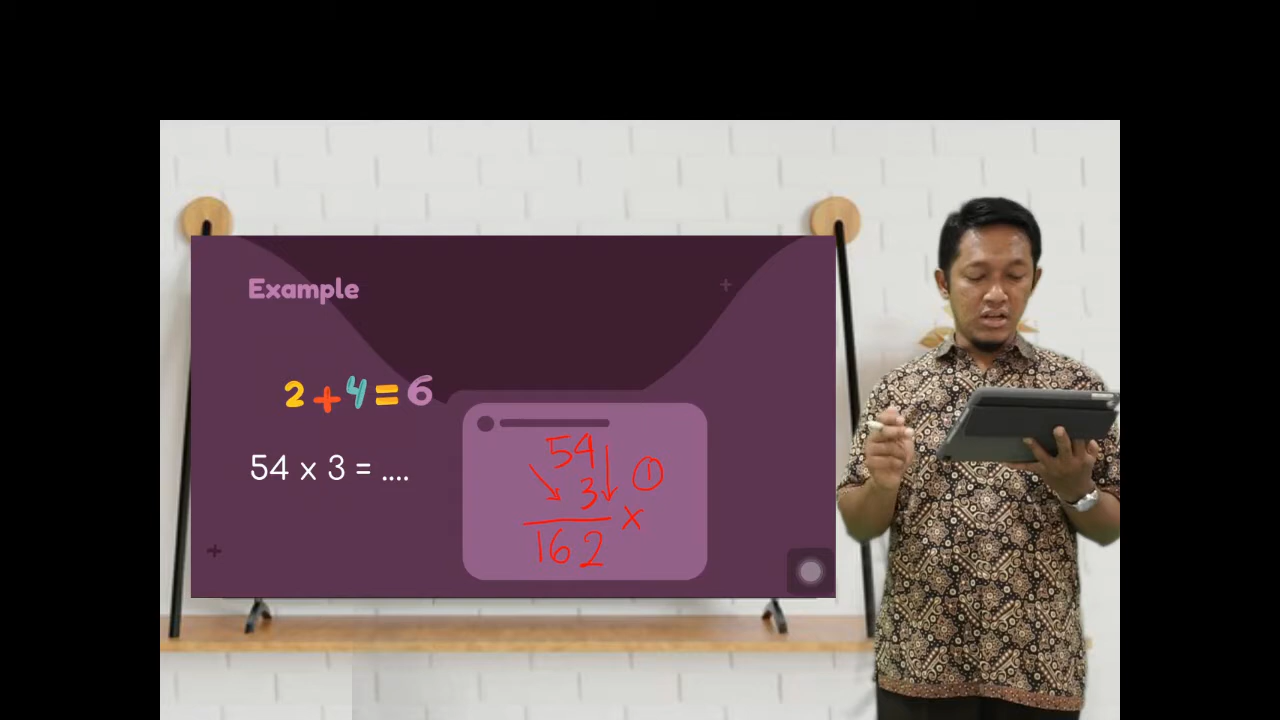 Example
2 + 4 = 6
54 x 3 = ....
54
3 ①
x
162